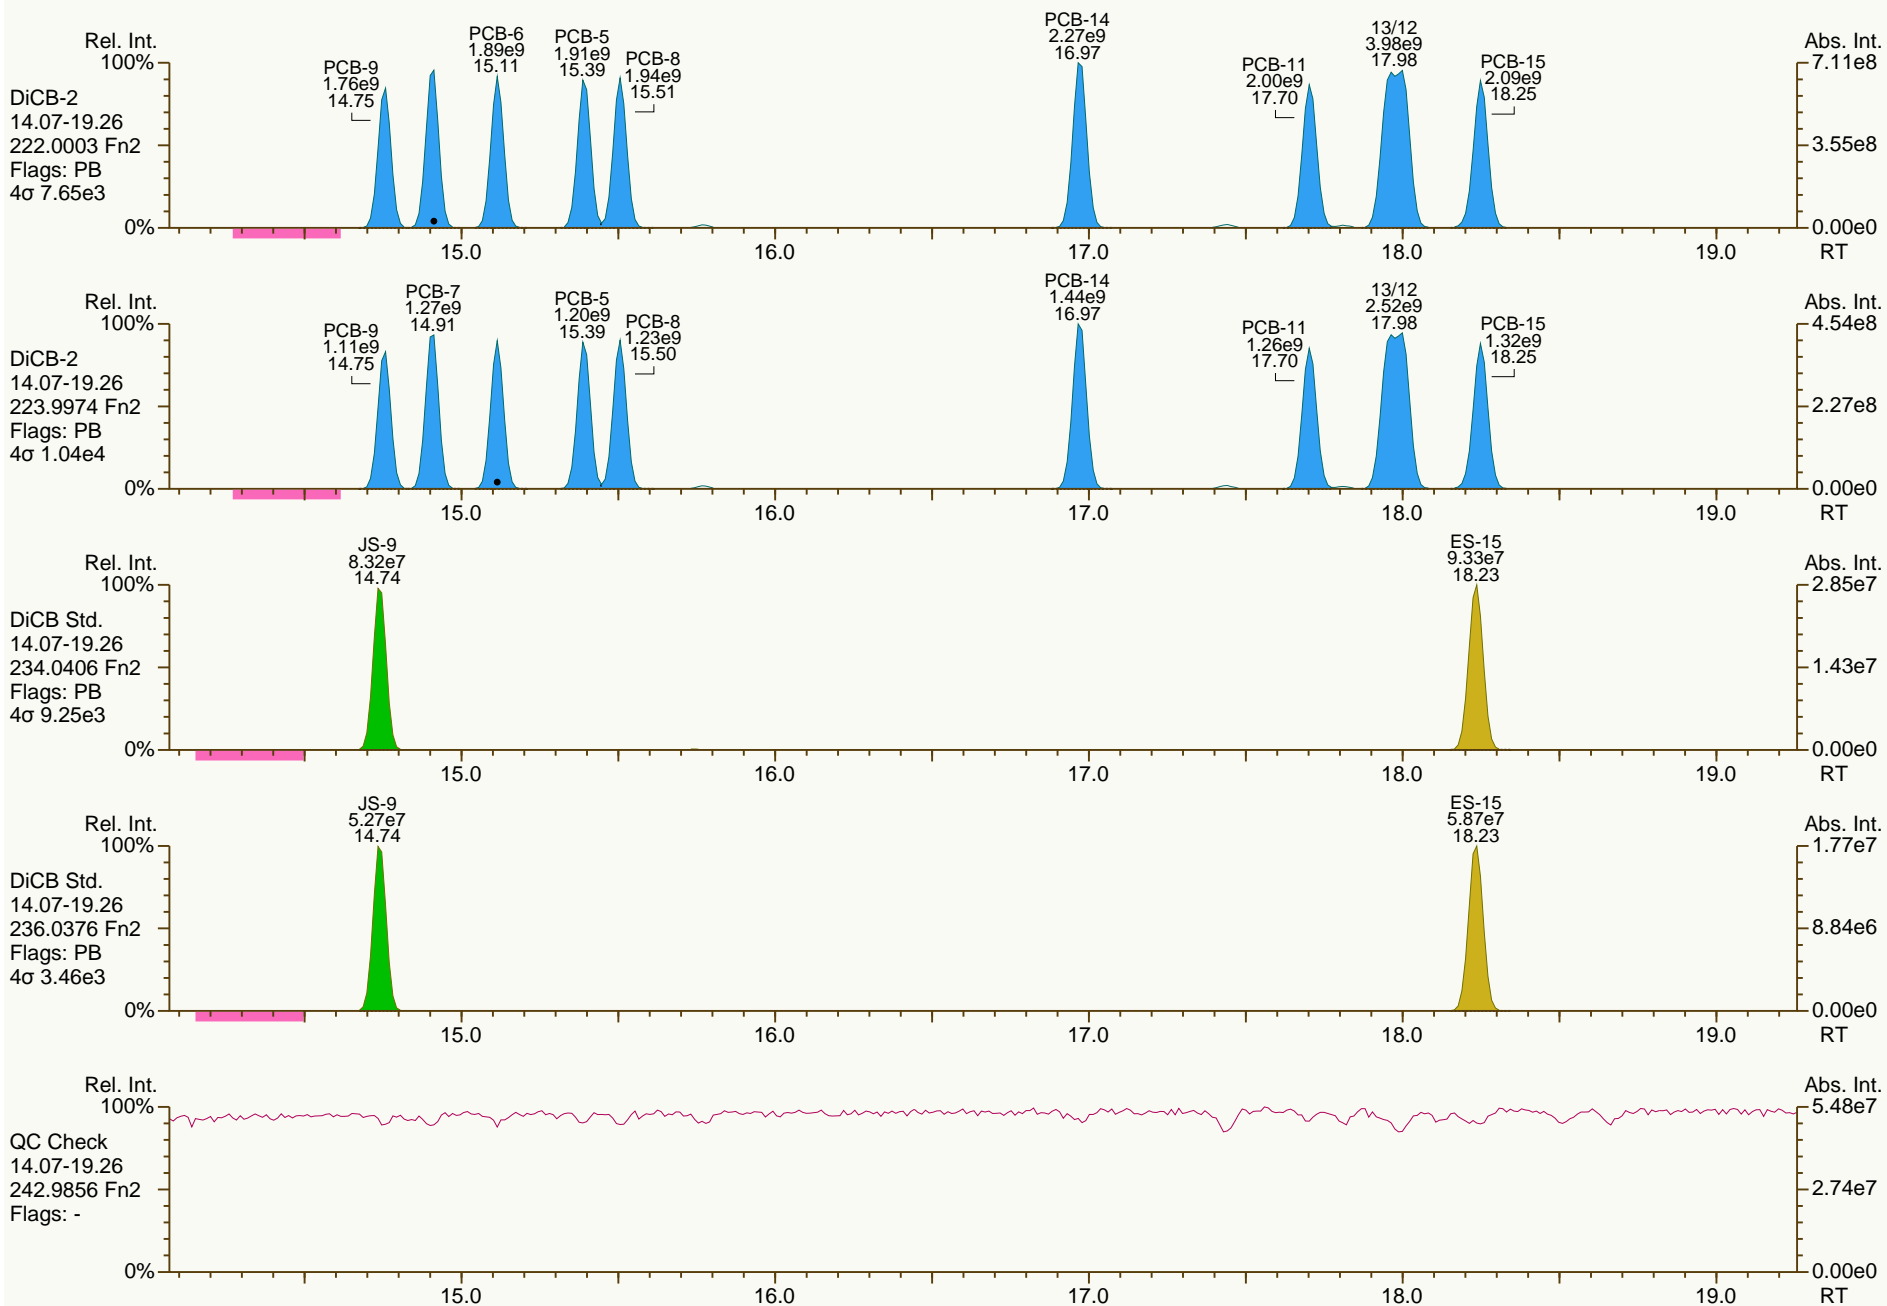 Rel. Int.
100%
0%
DiCB-2
14.07-19.26
222.0003 Fn2
Flags: PB
4σ 7.65e3
PCB-9
1.76e9
14.75
PCB-6
1.89e9
15.11
PCB-5
1.91e9
15.39
PCB-8
1.94e9
15.51
PCB-14
2.27e9
16.97
PCB-11
2.00e9
17.70
13/12
3.98e9
17.98
PCB-15
2.09e9
18.25
Abs. Int.
7.11e8
3.55e8
0.00e0
15.0 16.0 17.0 18.0 19.0 RT
Rel. Int.
100%
0%
DiCB-2
14.07-19.26
223.9974 Fn2
Flags: PB
4σ 1.04e4
PCB-9
1.11e9
14.75
PCB-7
1.27e9
14.91
PCB-5
1.20e9
15.39
PCB-8
1.23e9
15.50
PCB-14
1.44e9
16.97
PCB-11
1.26e9
17.70
13/12
2.52e9
17.98
PCB-15
1.32e9
18.25
Abs. Int.
4.54e8
2.27e8
0.00e0
15.0 16.0 17.0 18.0 19.0 RT
Rel. Int.
100%
0%
DiCB Std.
14.07-19.26
234.0406 Fn2
Flags: PB
4σ 9.25e3
JS-9
8.32e7
14.74
ES-15
9.33e7
18.23
Abs. Int.
2.85e7
1.43e7
0.00e0
15.0 16.0 17.0 18.0 19.0 RT
Rel. Int.
100%
0%
DiCB Std.
14.07-19.26
236.0376 Fn2
Flags: PB
4σ 3.46e3
JS-9
5.27e7
14.74
ES-15
5.87e7
18.23
Abs. Int.
1.77e7
8.84e6
0.00e0
15.0 16.0 17.0 18.0 19.0 RT
Rel. Int.
100%
0%
QC Check
14.07-19.26
242.9856 Fn2
Flags: -
Abs. Int.
5.48e7
2.74e7
0.00e0
15.0 16.0 17.0 18.0 19.0 RT